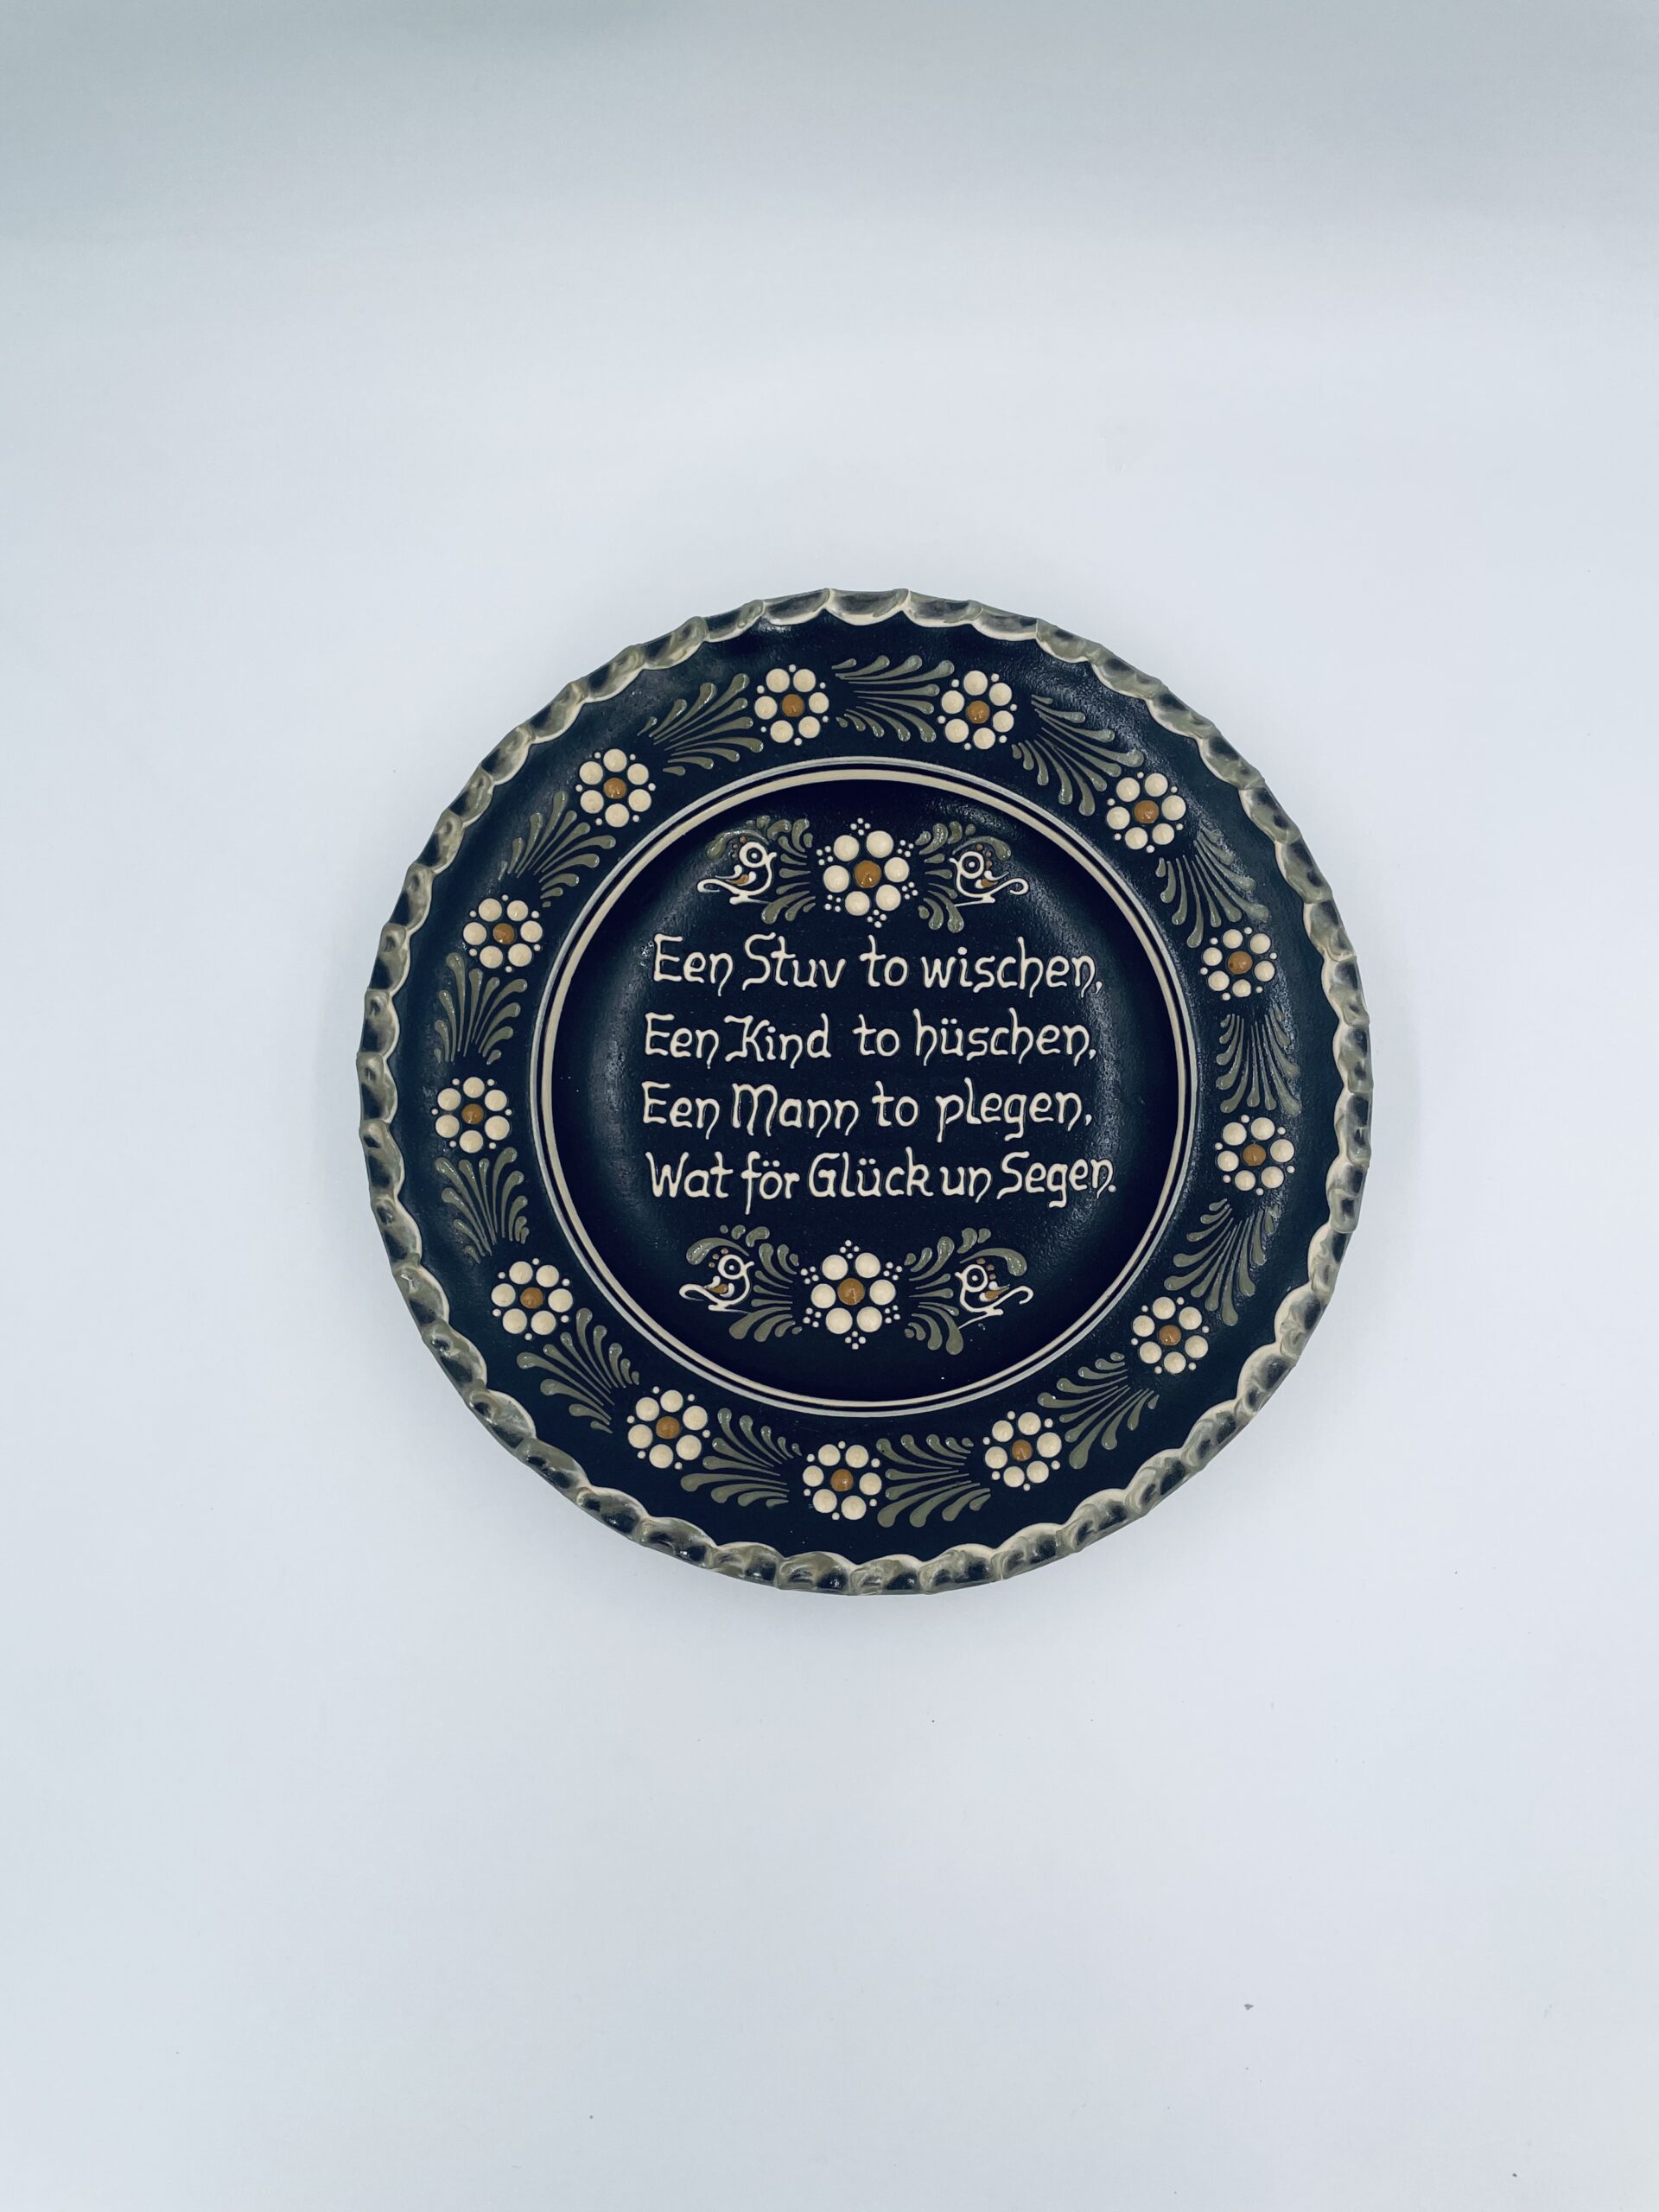 Een Stuv to wischen,
Een Kind to hüschen,
Een Mann to plegen,
Wat för Glück un Segen.